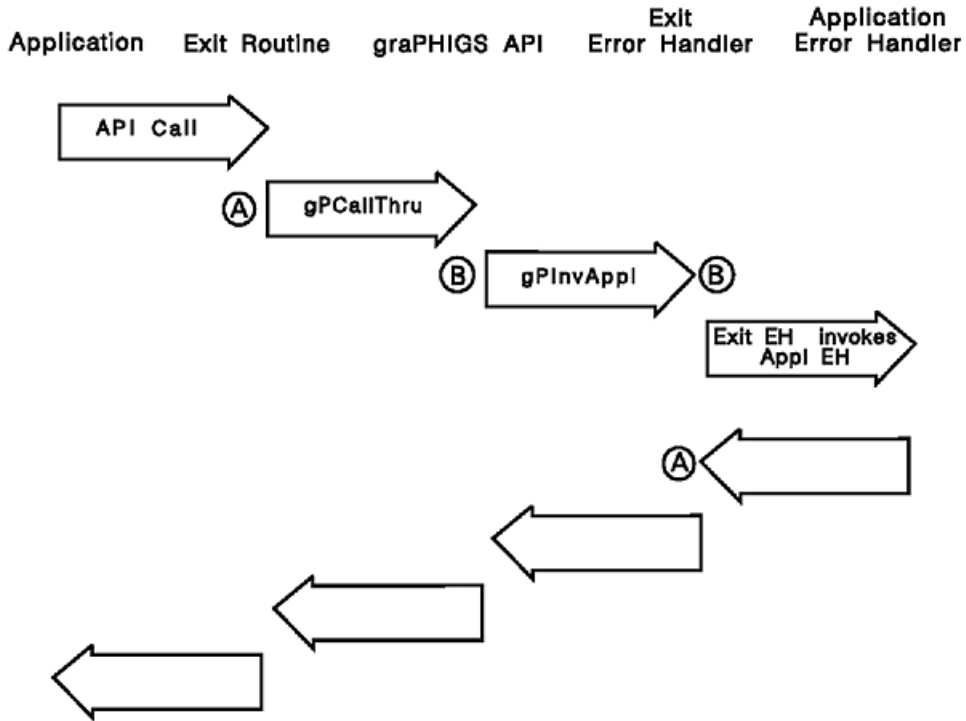 Application
Exit Routine
graPHIGS API
Exit
Error Handler
Application
Error Handler
API Call
A
gPCallThru
B
gPInvAppl
B
Exit EH invokes
Appl EH
A